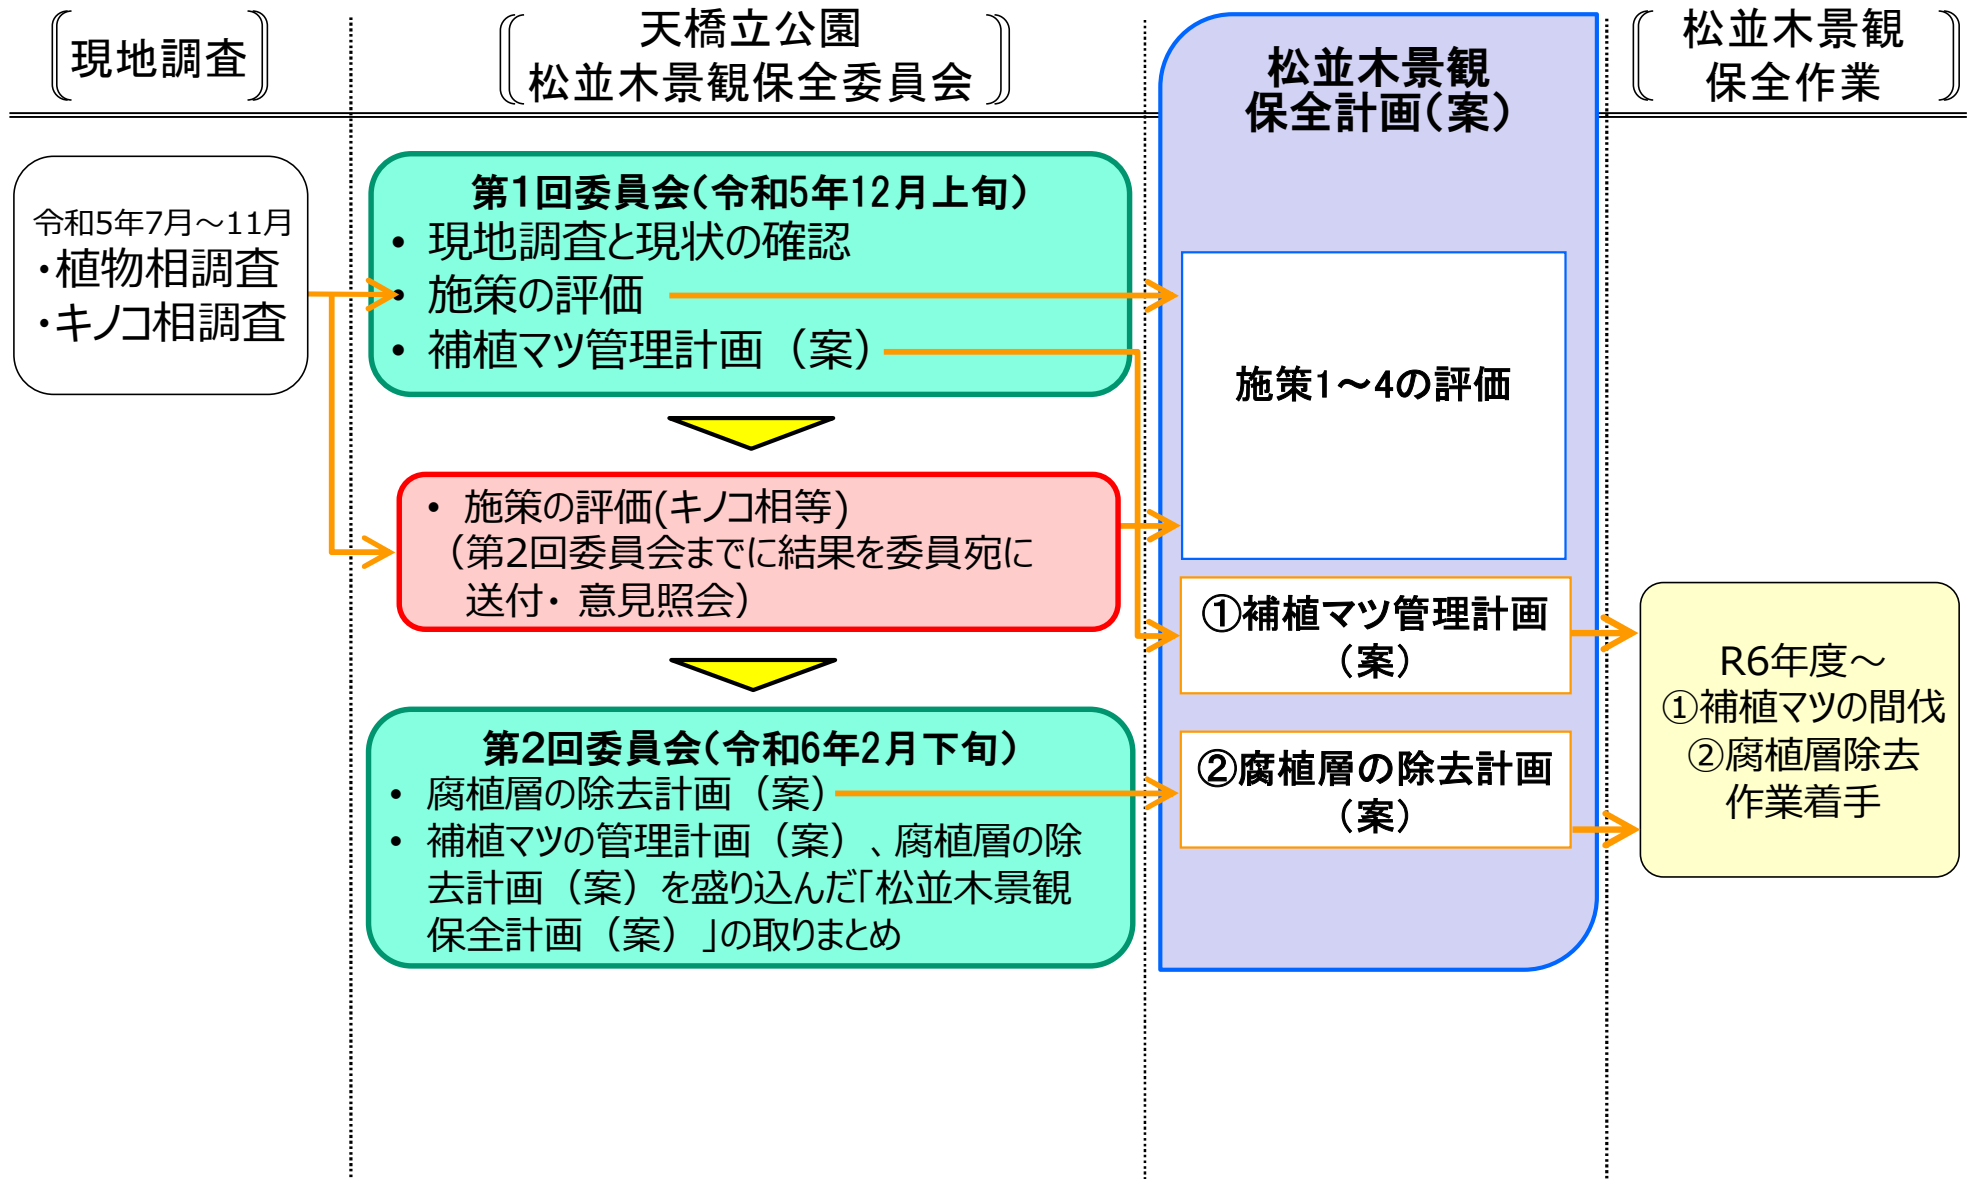 現地調査
天橋立公園
松並木景観保全委員会
松並木景観
保全計画(案)
松並木景観
保全作業
令和5年7月～11月
・植物相調査
・キノコ相調査
第1回委員会(令和5年12月上旬)
• 現地調査と現状の確認
• 施策の評価
• 補植マツ管理計画（案）
• 施策の評価(キノコ相等)
（第2回委員会までに結果を委員宛に
送付・ 意見照会）
第2回委員会(令和6年2月下旬)
• 腐植層の除去計画（案）
• 補植マツの管理計画（案）、腐植層の除
去計画（案）を盛り込んだ「松並木景観
保全計画（案）」の取りまとめ
施策1～4の評価
①補植マツ管理計画
（案）
②腐植層の除去計画
（案）
R6年度～
①補植マツの間伐
②腐植層除去
作業着手